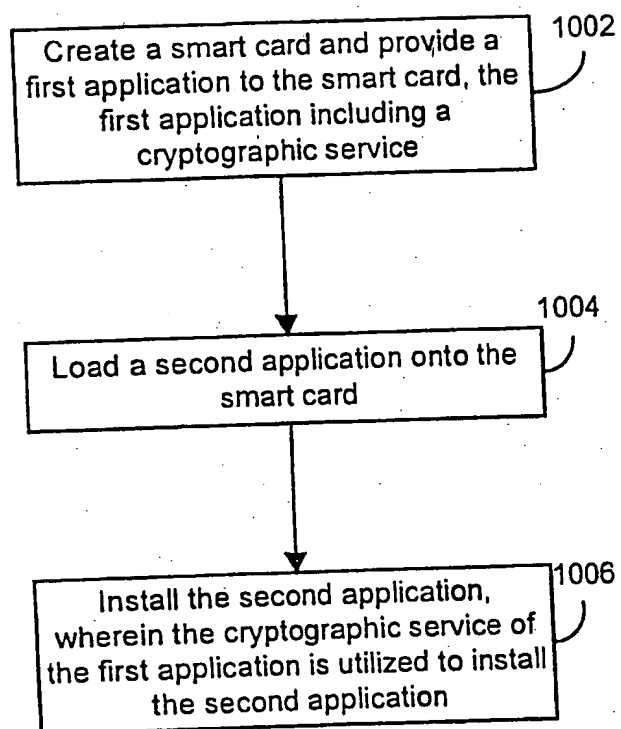 1002
Create a smart card and provide a
first application to the smart card, the
first application including a
cryptographic service
1004
Load a second application onto the
smart card
1006
Install the second application,
wherein the cryptographic service of
the first application is utilized to install
the second application